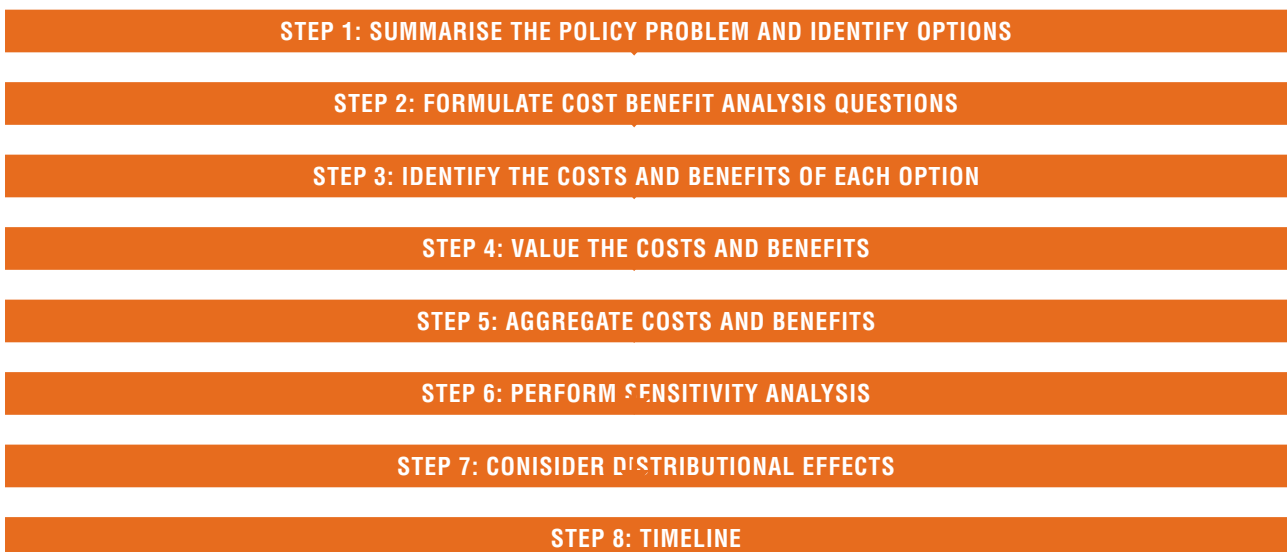 STEP 1: SUMMARISE THE POLICY PROBLEM AND IDENTIFY OPTIONS
STEP 2: FORMULATE COST BENEFIT ANALYSIS QUESTIONS
STEP 3: IDENTIFY THE COSTS AND BENEFITS OF EACH OPTION
STEP 4: VALUE THE COSTS AND BENEFITS
STEP 5: AGGREGATE COSTS AND BENEFITS
STEP 6: PERFORM SENSITIVITY ANALYSIS
STEP 7: CONISIDER DISTRIBUTIONAL EFFECTS
STEP 8: TIMELINE